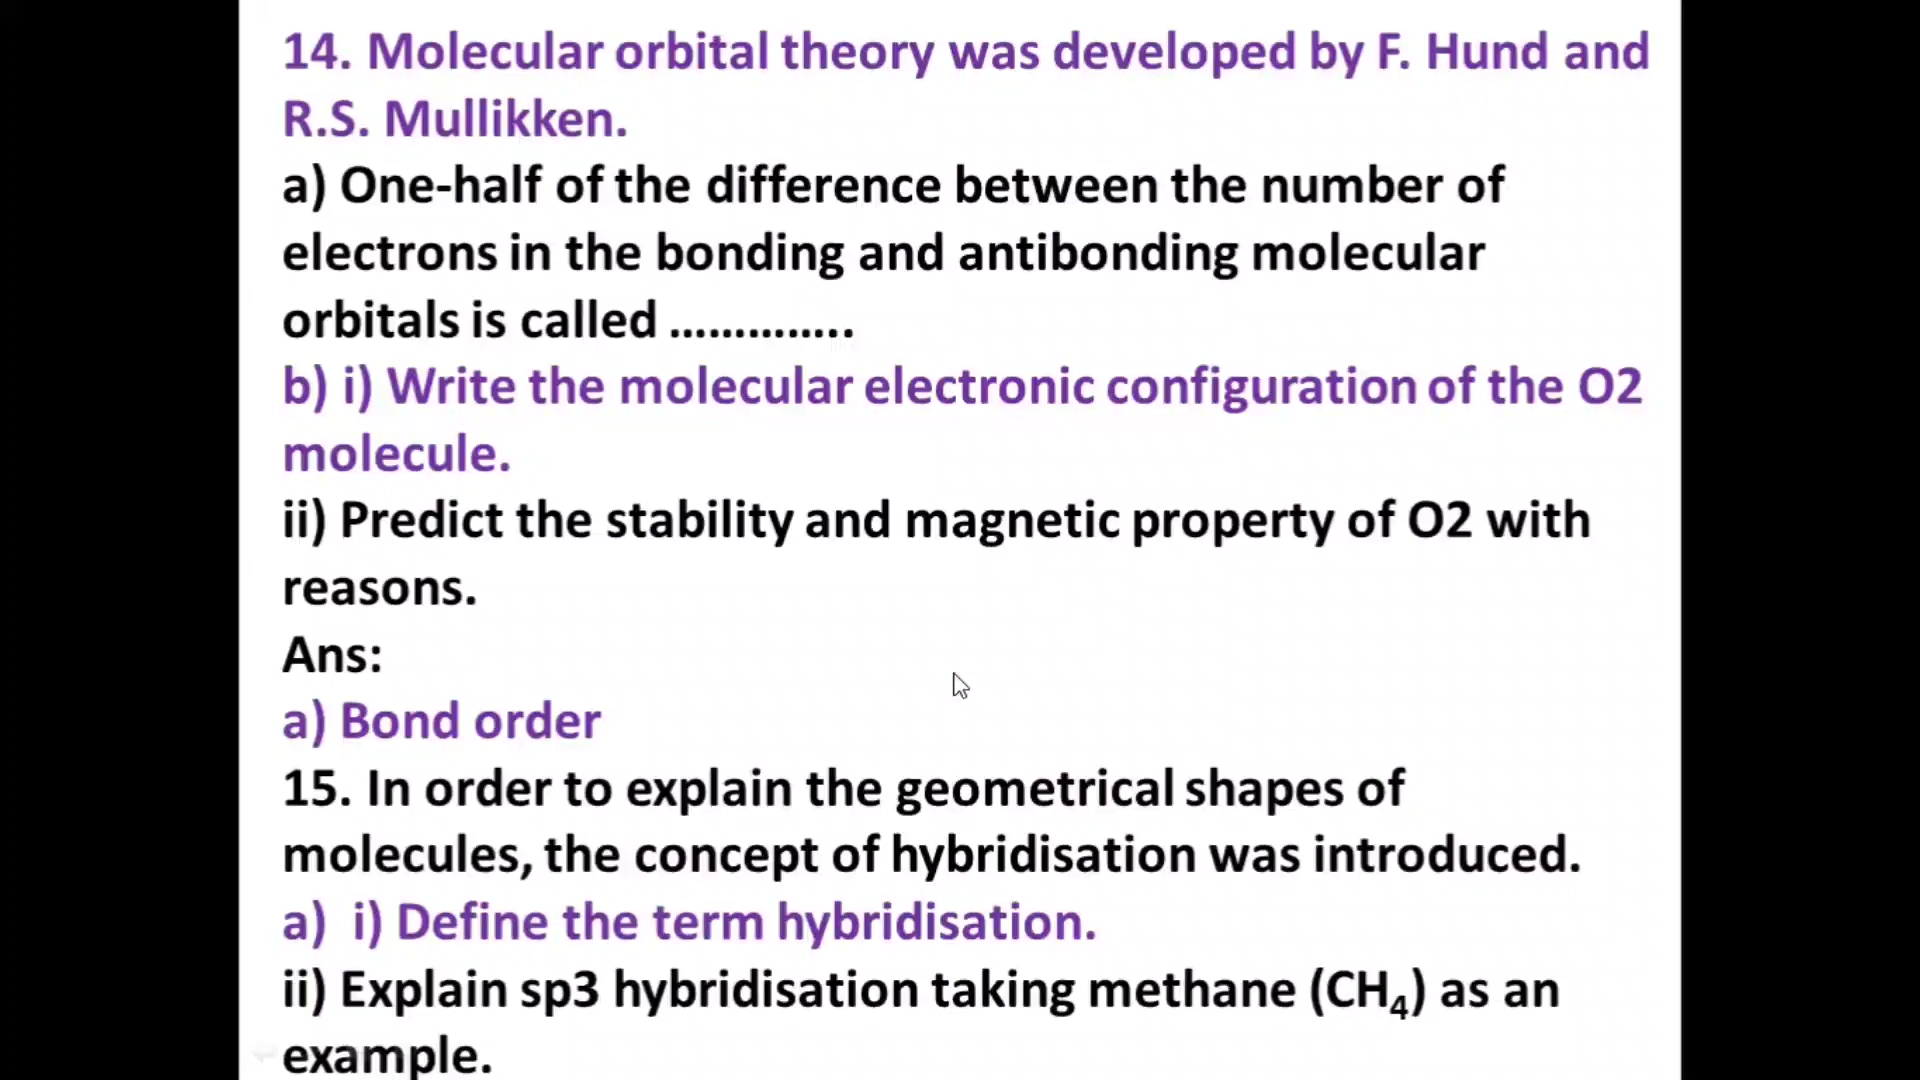 14. Molecular orbital theory was developed by F. Hund and
R.S. Mullikken.
a) One-half of the difference between the number of
electrons in the bonding and antibonding molecular
orbitals is called …………..
b) i) Write the molecular electronic configuration of the O2
molecule.
ii) Predict the stability and magnetic property of O2 with
reasons.
Ans:
a) Bond order
15. In order to explain the geometrical shapes of
molecules, the concept of hybridisation was introduced.
a)  i) Define the term hybridisation.
ii) Explain sp3 hybridisation taking methane (CH₄) as an
example.